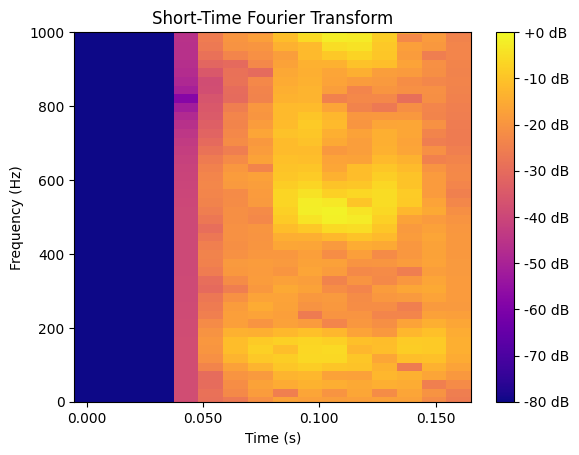 Short-Time Fourier Transform
1000
800
600
400
200
0
Frequency (Hz)
0.000
0.050
0.100
0.150
Time (s)
+0 dB
-10 dB
-20 dB
-30 dB
-40 dB
-50 dB
-60 dB
-70 dB
-80 dB